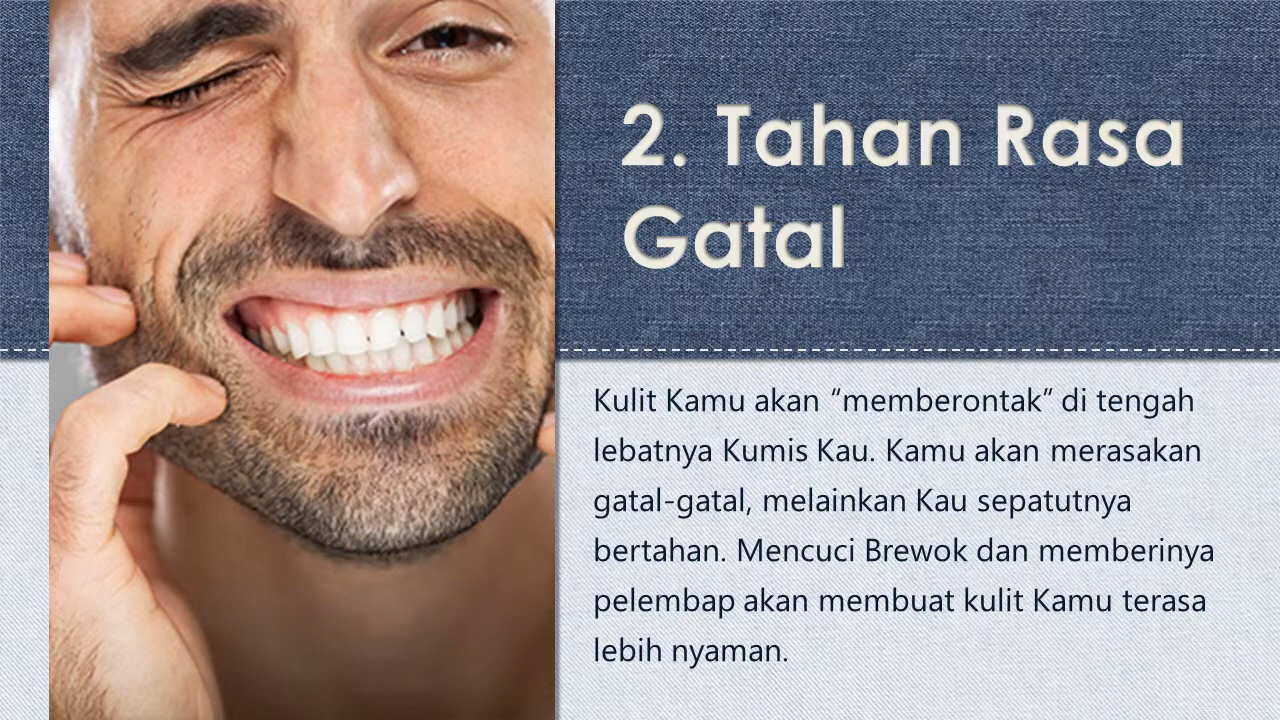 2. Tahan Rasa
Gatal
Kulit Kamu akan “memberontak” di tengah
lebatnya Kumis Kau. Kamu akan merasakan
gatal-gatal, melainkan Kau sepatutnya
bertahan. Mencuci Brewok dan memberinya
pelembap akan membuat kulit Kamu terasa
lebih nyaman.